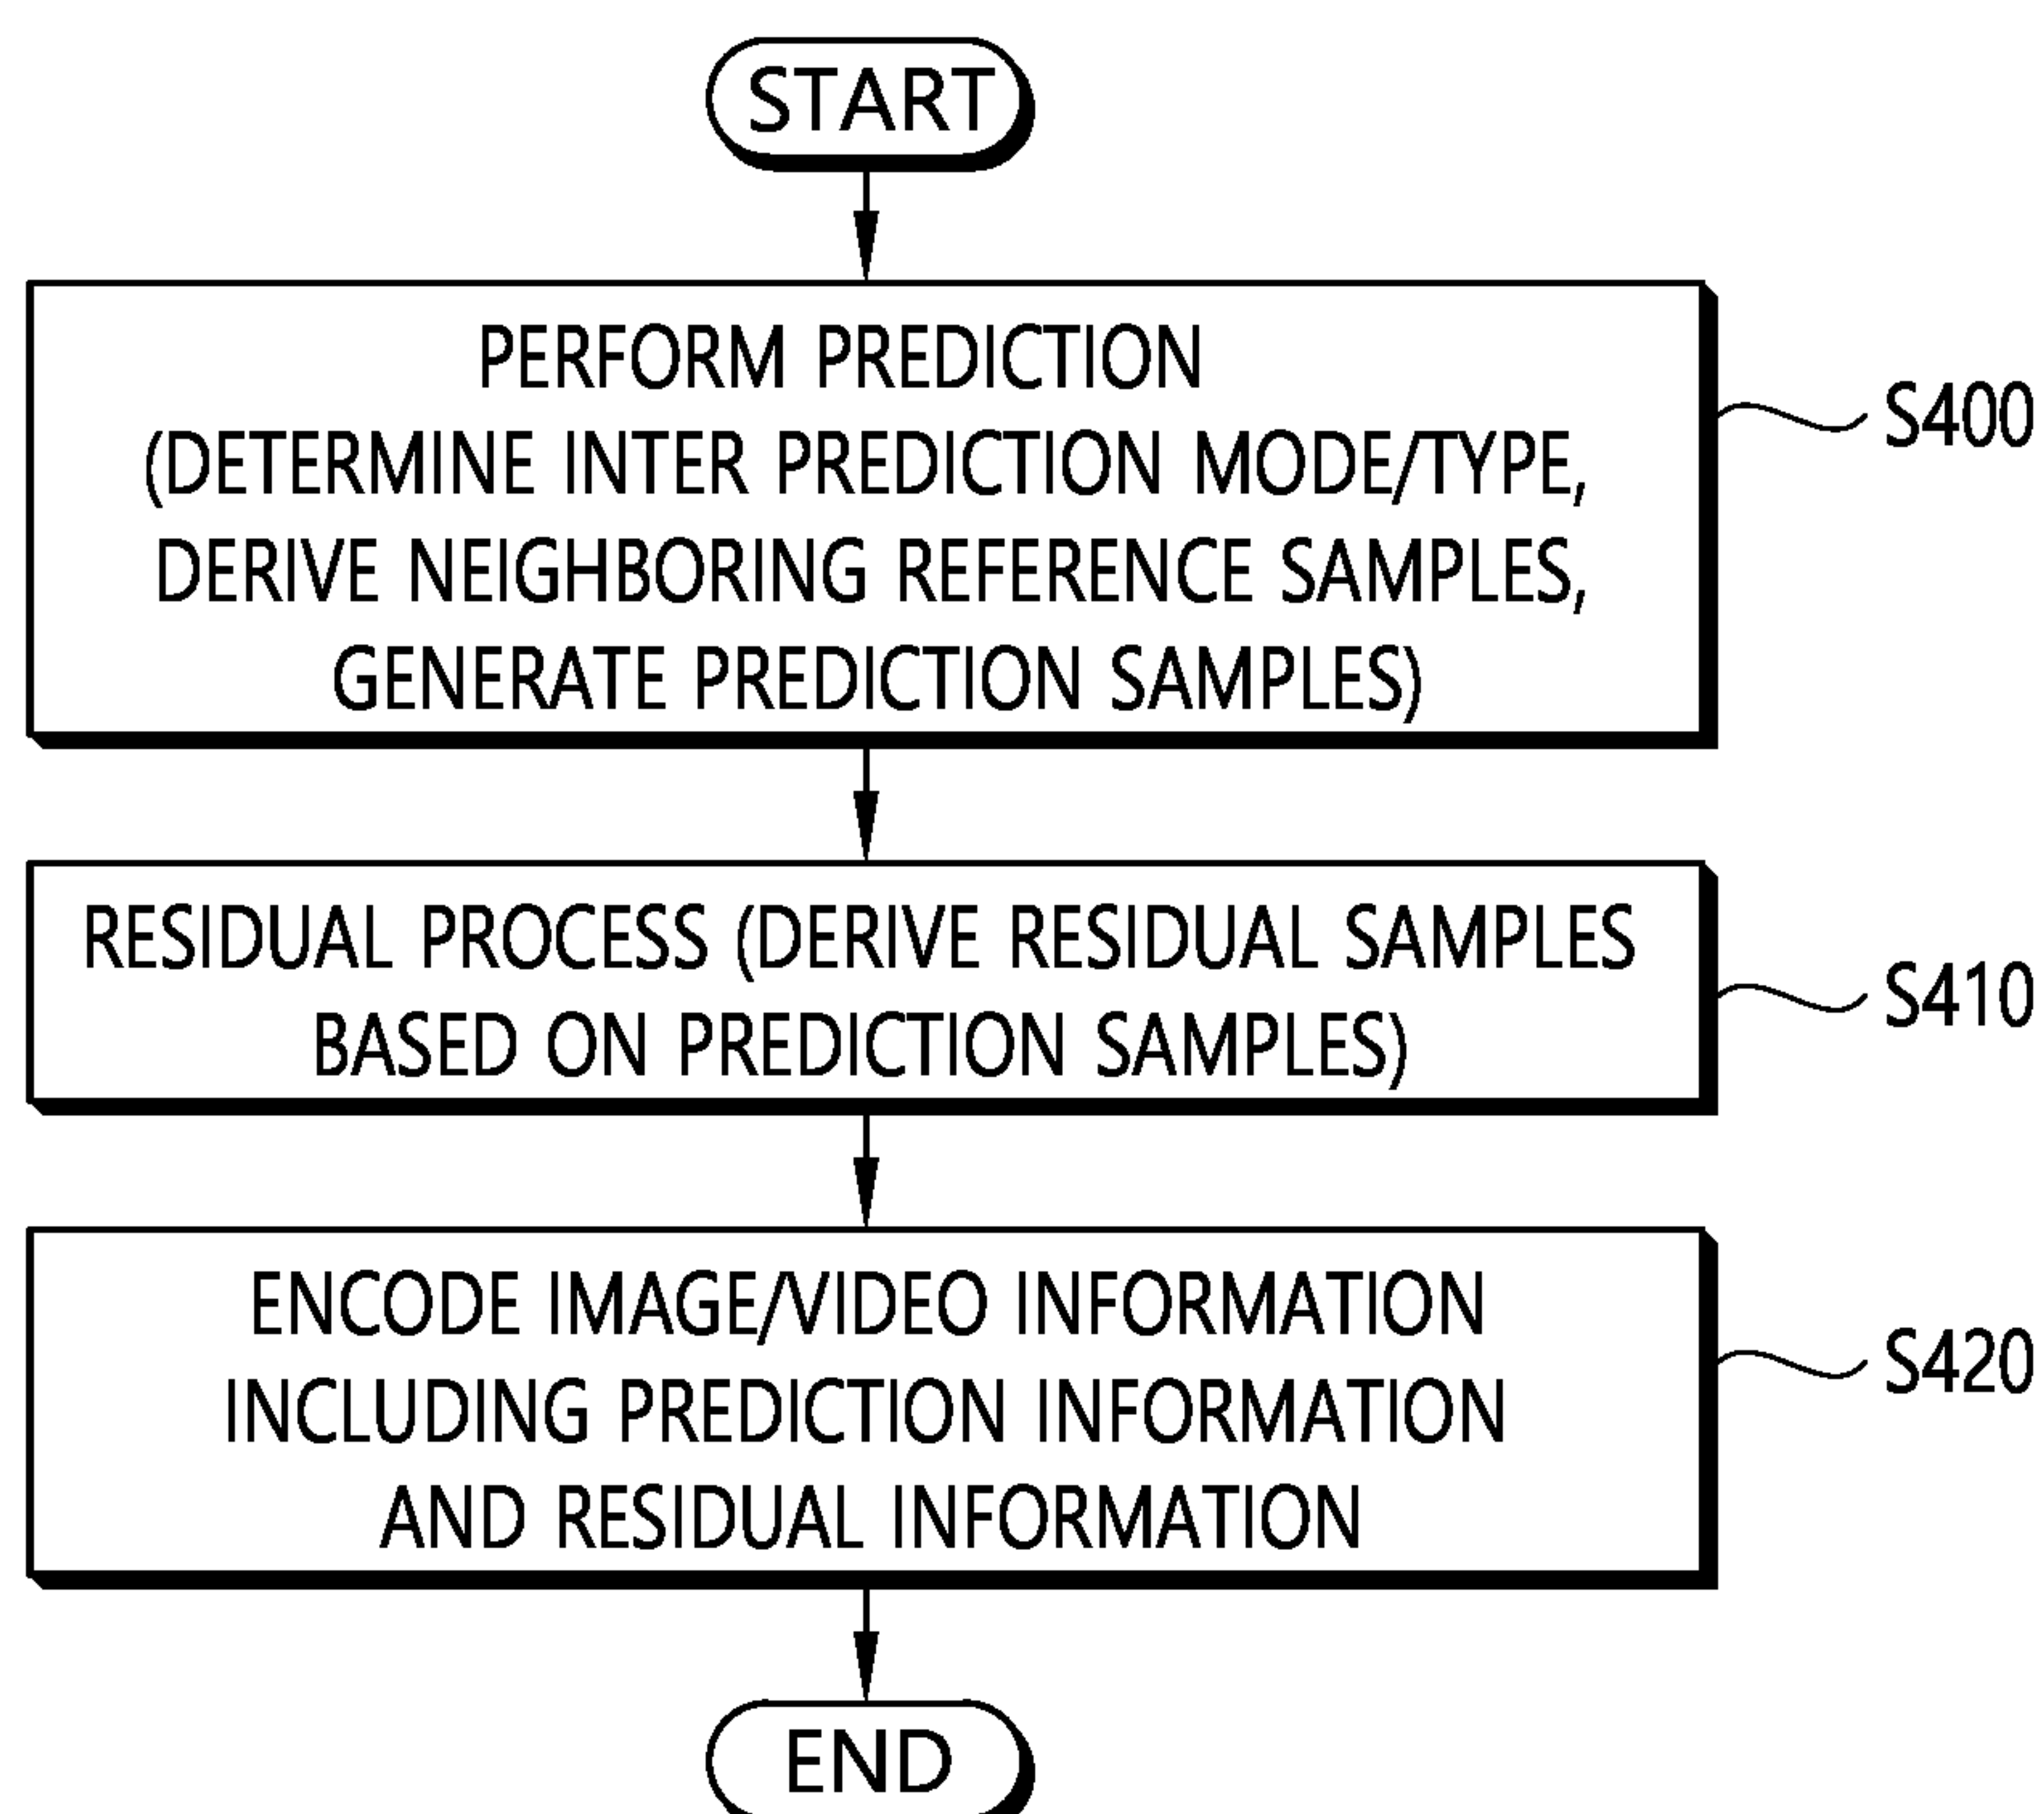 START
PERFORM PREDICTION
(DETERMINE INTER PREDICTION MODE/TYPE,
DERIVE NEIGHBORING REFERENCE SAMPLES,
GENERATE PREDICTION SAMPLES)
S400
RESIDUAL PROCESS (DERIVE RESIDUAL SAMPLES
BASED ON PREDICTION SAMPLES)
S410
ENCODE IMAGE/VIDEO INFORMATION
INCLUDING PREDICTION INFORMATION
AND RESIDUAL INFORMATION
S420
END